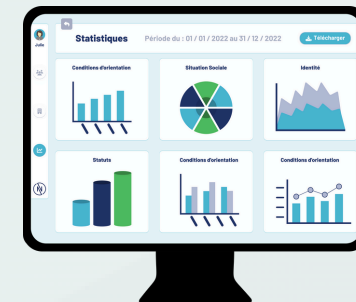 Julie
Statistiques
Période du : 01 / 01 / 2022 au 31 / 12 / 2022
Télécharger
Conditions d'orientation
Situation Sociale
Identité
Statuts
Conditions d'orientation
Conditions d'orientation